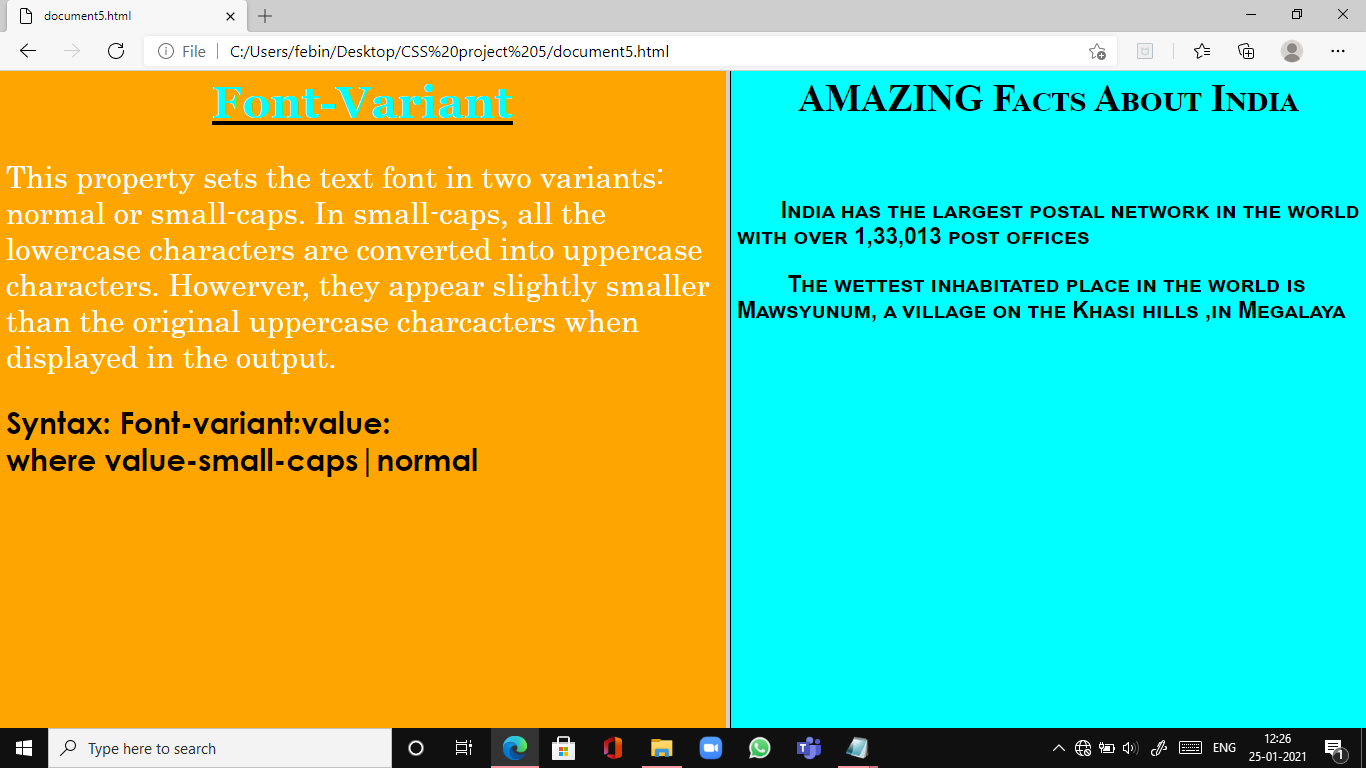 document5.html
File
C:/Users/febin/Desktop/CSS%20project%205/document5.html
Font-Variant
This property sets the text font in two variants:
normal or small-caps. In small-caps, all the
lowercase characters are converted into uppercase
characters. Howerver, they appear slightly smaller
than the original uppercase charcacters when
displayed in the output.
Syntax: Font-variant:value:
where value-small-caps|normal
AMAZING Facts About India
India has the largest postal network in the world
with over 1,33,013 post offices
The wettest inhabitated place in the world is
Mawsyunum, a village on the Khasi hills ,in Megalaya
Type here to search
ENG
12:26
25-01-2021
1